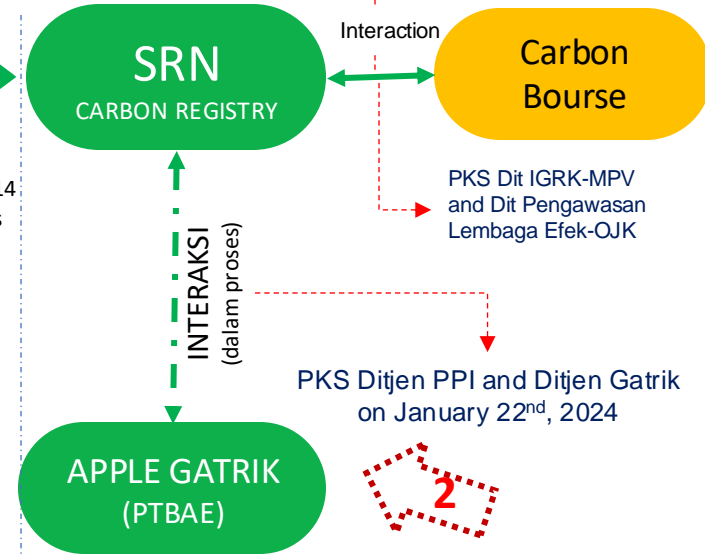 Interaction
SRN
CARBON REGISTRY
Carbon
Bourse
14
s
PKS Dit IGRK-MPV
and Dit Pengawasan
Lembaga Efek-OJK
INTERAKSI
(dalam proses)
PKS Ditjen PPI and Ditjen Gatrik
on January 22nd, 2024
APPLE GATRIK
(PTBAE)
2